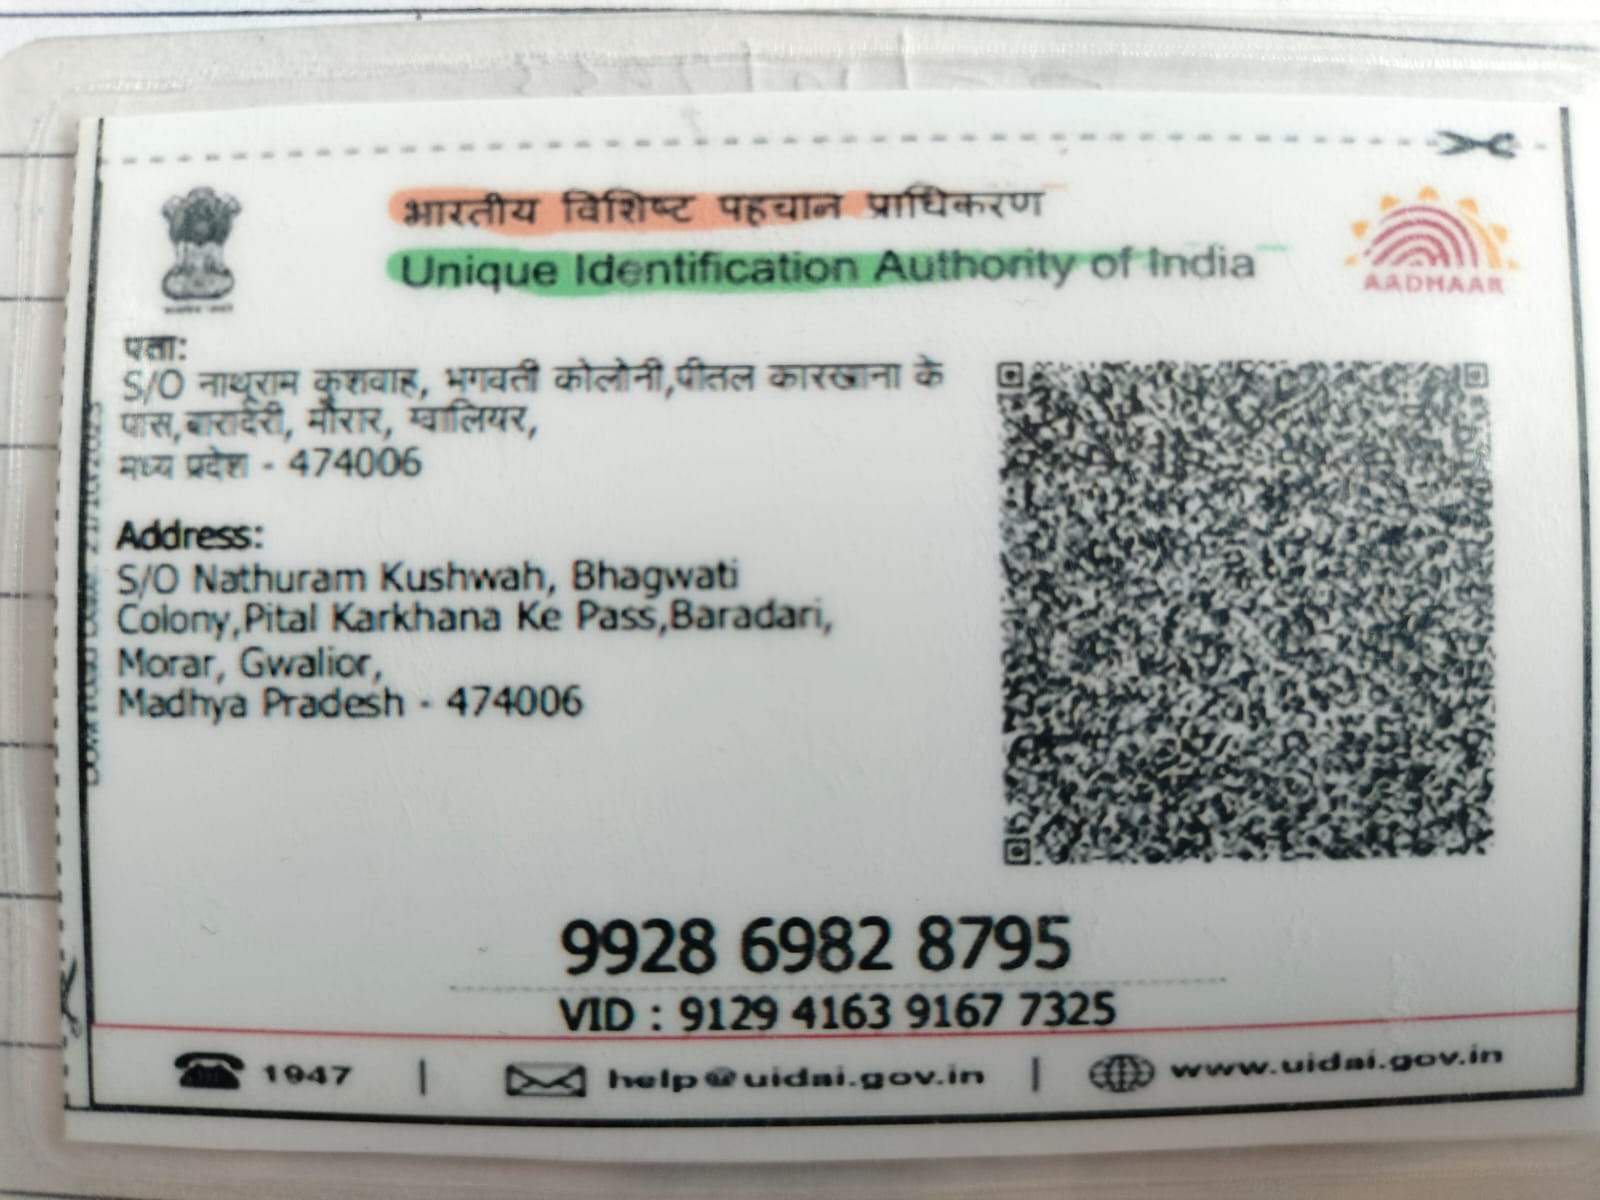 भारतीय विशिष्ट पहचान प्राधिकरण
Unique Identification Authority of India
AADHAAR
पता:
S/O नाथूराम कुशवाह, भगवती कोलोनी,पीतल कारखाना के
पास,बारादेरी, मौरार, ग्वालियर,
मध्य प्रदेश - 474006
Address:
S/O Nathuram Kushwah, Bhagwati
Colony,Pital Karkhana Ke Pass,Baradari,
Morar, Gwalior,
Madhya Pradesh - 474006
9928 6982 8795
VID : 9129 4163 9167 7325
1947 | help@uidai.gov.in | www.uidai.gov.in